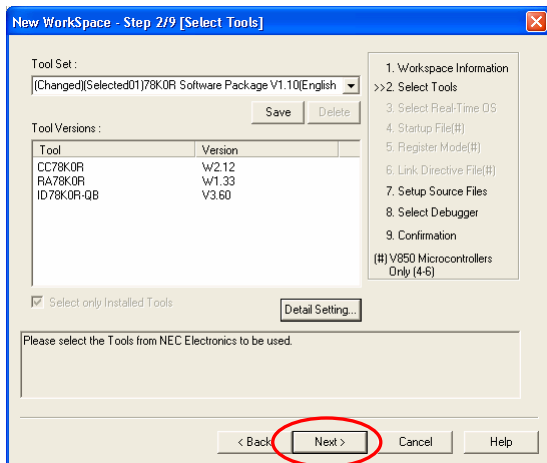 New WorkSpace - Step 2/9 [Select Tools]
Tool Set :
(Changed)(Selected01)78K0R Software Package V1.10(English
Save
Delete
Tool Versions :
Tool Version
CC78K0R W2.12
RA78K0R W1.33
ID78K0R-QB V3.60
Select only Installed Tools
Detail Setting...
1. Workspace Information
>>2. Select Tools
3. Select Real-Time OS
4. Startup File(#)
5. Register Mode(#)
6. Link Directive File(#)
7. Setup Source Files
8. Select Debugger
9. Confirmation
(#) V850 Microcontrollers
Only (4-6)
Please select the Tools from NEC Electronics to be used.
< Back
Next >
Cancel
Help